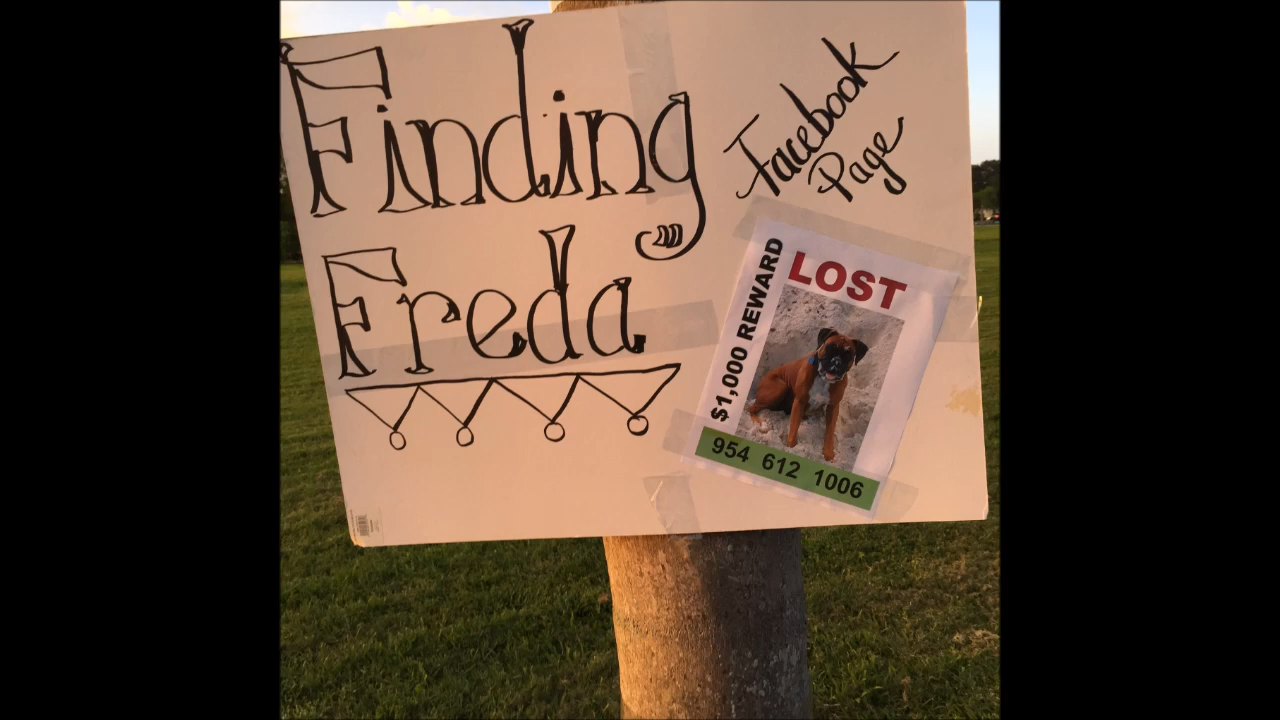 Finding
Freda
Facebook
Page
LOST
$1,000 REWARD
954 612 1006